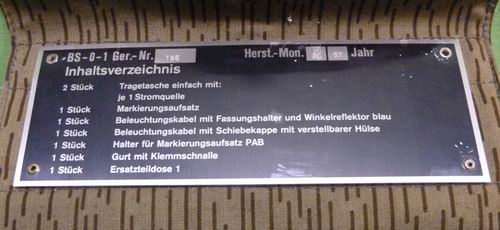 BS-0-1 Ger.-Nr. 196 Herst.-Mon. 87 Jahr
Inhaltsverzeichnis
2 Stück Tragetasche einfach mit:
je 1 Stromquelle
1 Stück Markierungsaufsatz
1 Stück Beleuchtungskabel mit Fassungshalter und Winkelreflektor blau
1 Stück Beleuchtungskabel mit Schiebekappe mit verstellbarer Hülse
1 Stück Halter für Markierungsaufsatz PAB
1 Stück Gurt mit Klemmschnalle
1 Stück Ersatzteildose 1